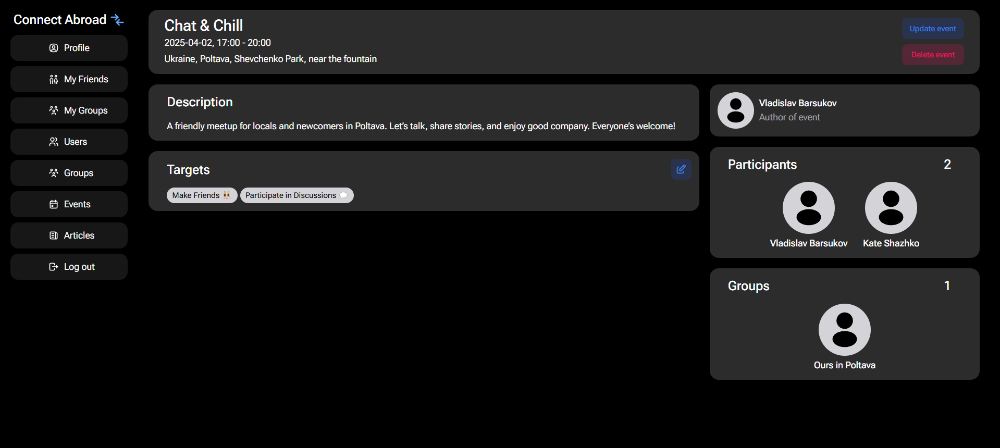 Connect Abroad
Profile
My Friends
My Groups
Users
Groups
Events
Articles
Log out
Chat & Chill
2025-04-02, 17:00 - 20:00
Ukraine, Poltava, Shevchenko Park, near the fountain
Update event
Delete event
Description
A friendly meetup for locals and newcomers in Poltava. Let’s talk, share stories, and enjoy good company. Everyone’s welcome!
Targets
Make Friends 👭
Participate in Discussions 💬
Vladislav Barsukov
Author of event
Participants 2
Vladislav Barsukov
Kate Shazhko
Groups 1
Ours in Poltava